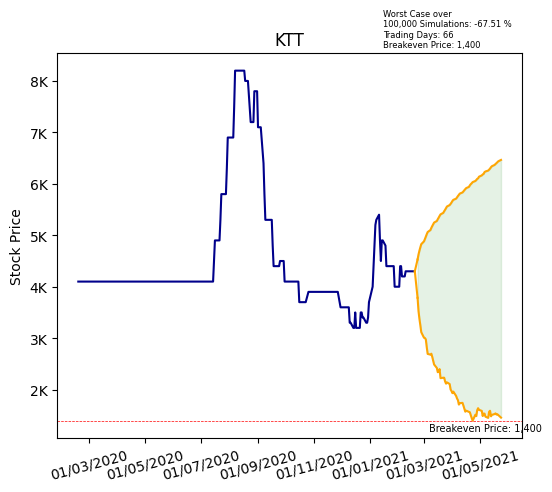 Worst Case over
100,000 Simulations: -67.51 %
Trading Days: 66
Breakeven Price: 1,400
KTT
8K
7K
6K
5K
4K
3K
2K
Stock Price
Breakeven Price: 1,400
01/03/2020 01/05/2020 01/07/2020 01/09/2020 01/11/2020 01/01/2021 01/03/2021 01/05/2021